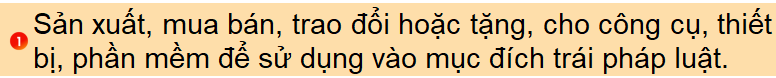 1 Sản xuất, mua bán, trao đổi hoặc tặng, cho công cụ, thiết
bị, phần mềm để sử dụng vào mục đích trái pháp luật.